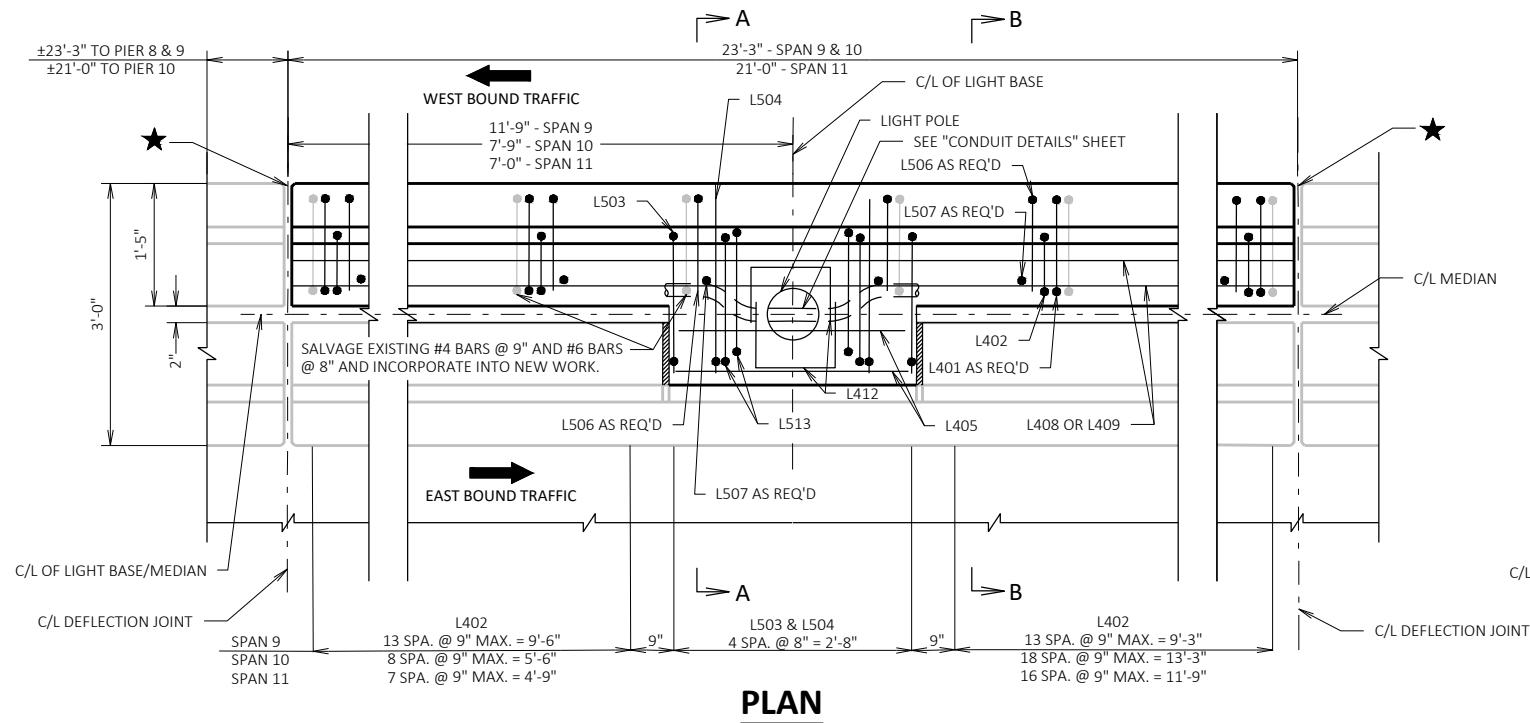 A
B
±23'-3" TO PIER 8 & 9
±21'-0" TO PIER 10
23'-3" - SPAN 9 & 10
21'-0" - SPAN 11
WEST BOUND TRAFFIC
C/L OF LIGHT BASE
L504
11'-9" - SPAN 9
7'-9" - SPAN 10
7'-0" - SPAN 11
LIGHT POLE
SEE "CONDUIT DETAILS" SHEET
L506 AS REQ'D
L503
L507 AS REQ'D
1'-5"
3'-0"
2"
C/L MEDIAN
SALVAGE EXISTING #4 BARS @ 9" AND #6 BARS
@ 8" AND INCORPORATE INTO NEW WORK.
L402
L401 AS REQ'D
L412
L506 AS REQ'D
L513
L405
L408 OR L409
EAST BOUND TRAFFIC
L507 AS REQ'D
C/L OF LIGHT BASE/MEDIAN
C/L
A
B
C/L DEFLECTION JOINT
C/L DEFLECTION JOINT
L402
L503 & L504
L402
SPAN 9
13 SPA. @ 9" MAX. = 9'-6"
9"
4 SPA. @ 8" = 2'-8"
9"
13 SPA. @ 9" MAX. = 9'-3"
SPAN 10
8 SPA. @ 9" MAX. = 5'-6"
18 SPA. @ 9" MAX. = 13'-3"
SPAN 11
7 SPA. @ 9" MAX. = 4'-9"
16 SPA. @ 9" MAX. = 11'-9"
PLAN